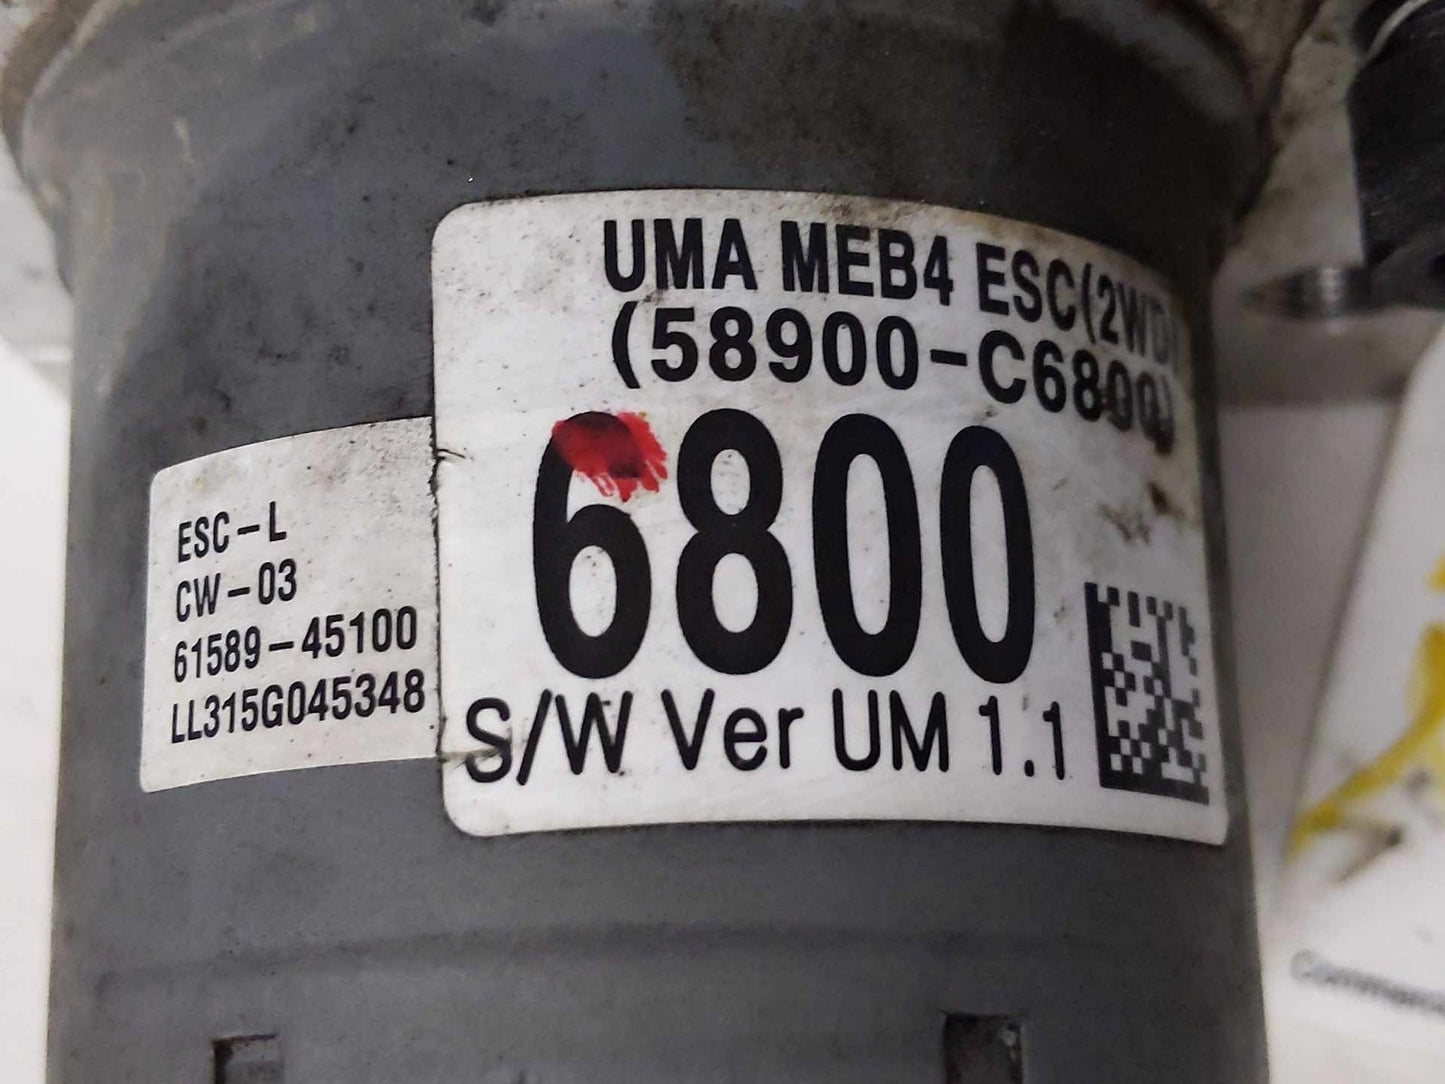 UMA MEB4 ESC(2WD)
(58900-C6800)
6800
S/W Ver UM 1.1
ESC-L
CW-03
61589-45100
LL315G045348